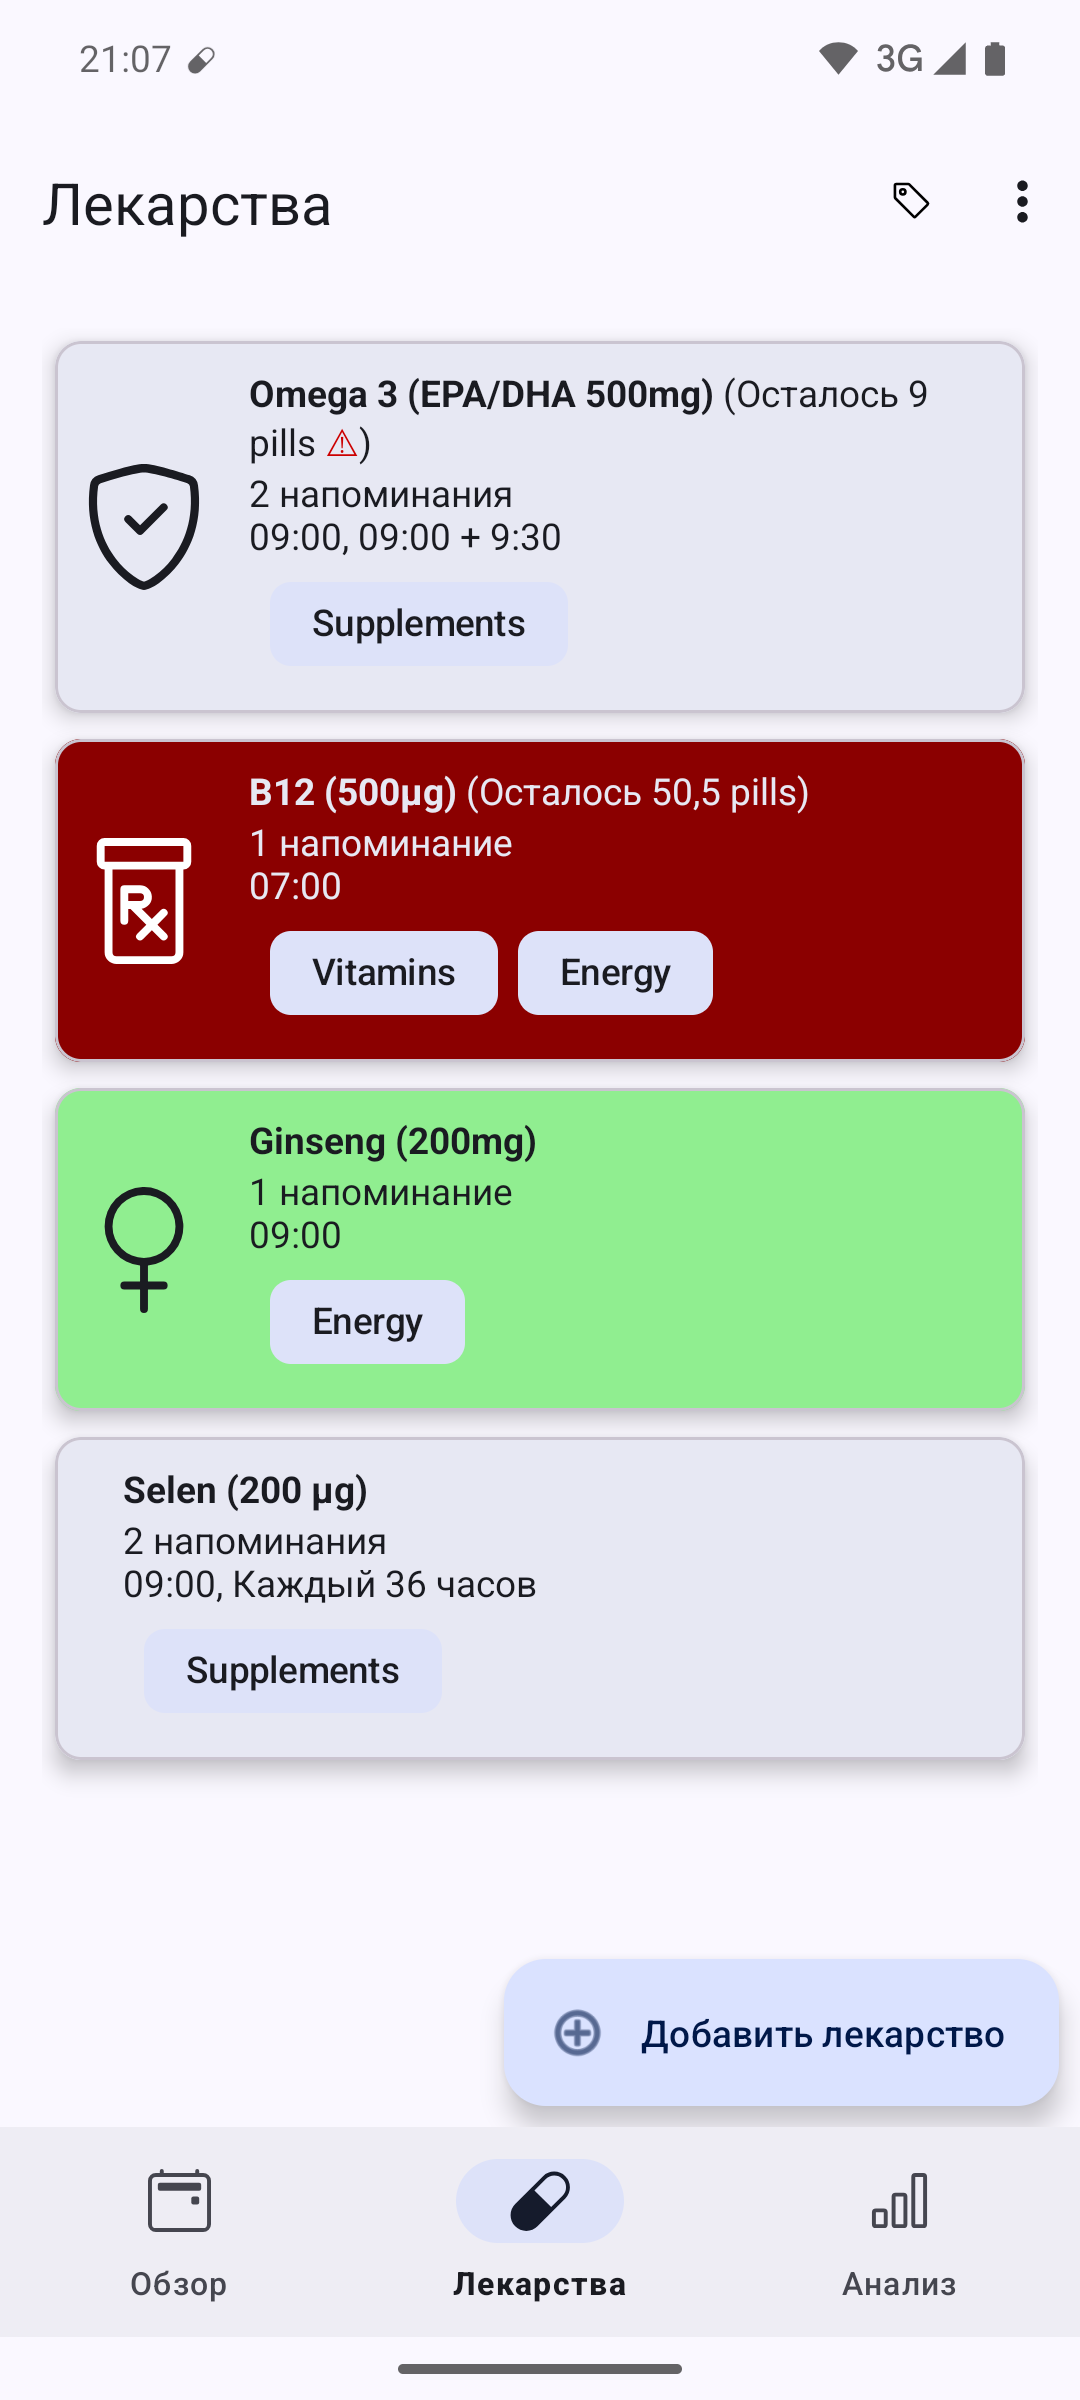 21:07 3G
Лекарства
Omega 3 (EPA/DHA 500mg) (Осталось 9
pills ⚠)
2 напоминания
09:00, 09:00 + 9:30
Supplements
B12 (500µg) (Осталось 50,5 pills)
1 напоминание
07:00
Rx
Vitamins Energy
Ginseng (200mg)
1 напоминание
09:00
Energy
Selen (200 µg)
2 напоминания
09:00, Каждый 36 часов
Supplements
Добавить лекарство
Обзор Лекарства Анализ